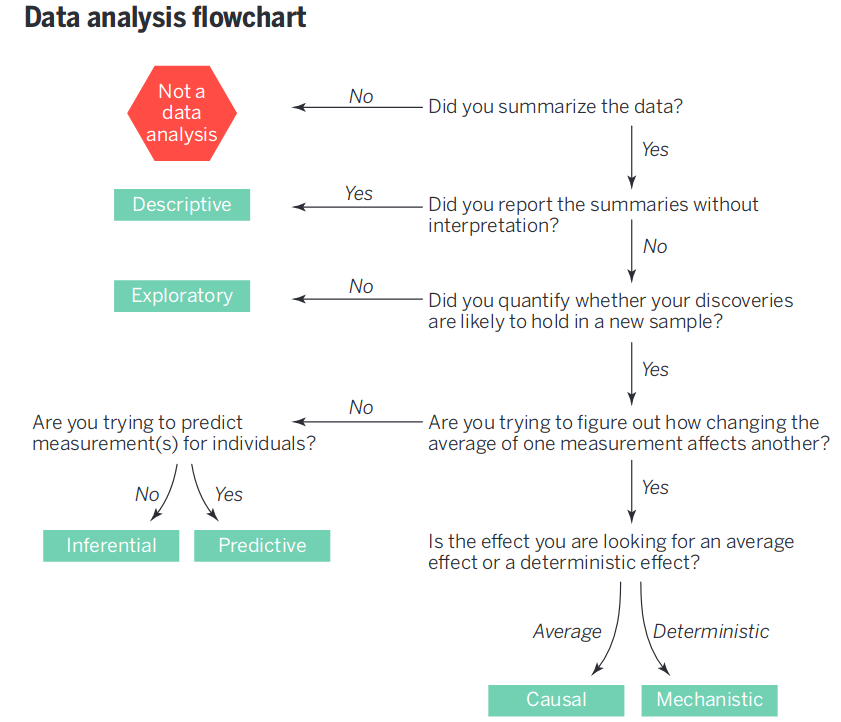 Data analysis flowchart
Not a
data
analysis
No
Did you summarize the data?
Yes
Descriptive
Yes
Did you report the summaries without
interpretation?
No
Exploratory
No
Did you quantify whether your discoveries
are likely to hold in a new sample?
Yes
Are you trying to predict
measurement(s) for individuals?
No
Are you trying to figure out how changing the
average of one measurement affects another?
No
Yes
Yes
Inferential
Predictive
Is the effect you are looking for an average
effect or a deterministic effect?
Average
Deterministic
Causal
Mechanistic